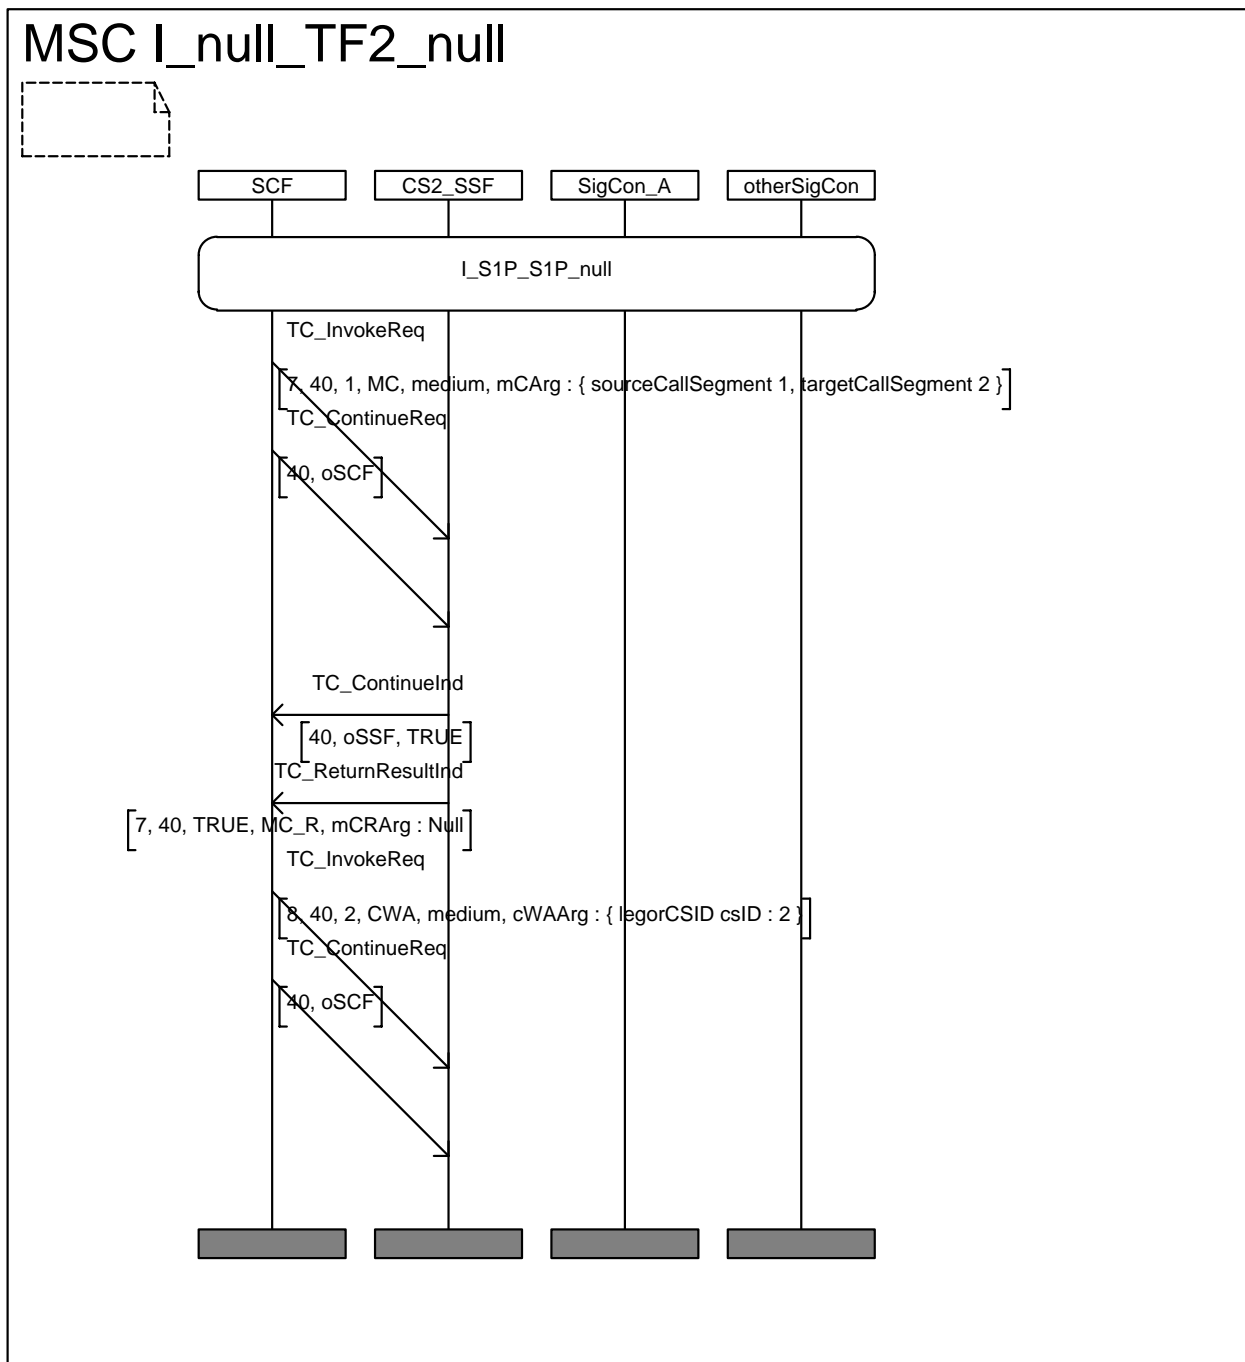 MSC I_null_TF2_null
SCF
CS2_SSF
SigCon_A
otherSigCon
I_S1P_S1P_null
TC_InvokeReq
7, 40, 1, MC, medium, mCArg : { sourceCallSegment 1, targetCallSegment 2 }
TC_ContinueReq
40, oSCF
TC_ContinueInd
40, oSSF, TRUE
TC_ReturnResultInd
7, 40, TRUE, MC_R, mCRArg : Null
TC_InvokeReq
8, 40, 2, CWA, medium, cWAArg : { legorCSID csID : 2 }
TC_ContinueReq
40, oSCF